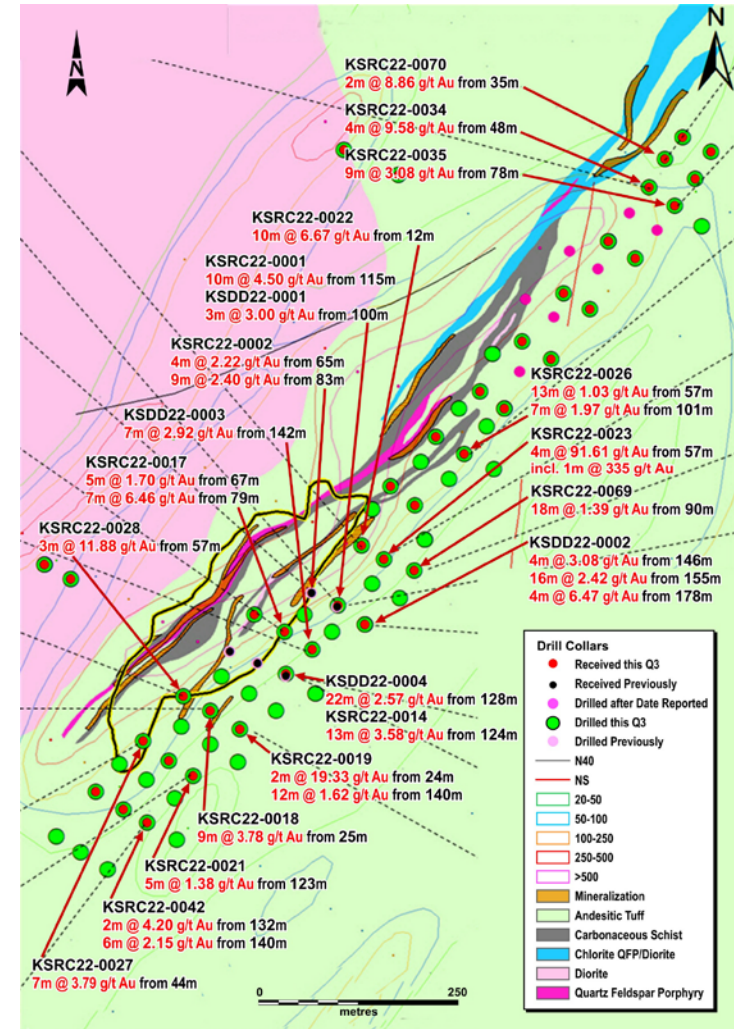 N
N
KSRC22-0070
2m @ 8.86 g/t Au from 35m
KSRC22-0034
4m @ 9.58 g/t Au from 48m
KSRC22-0035
9m @ 3.08 g/t Au from 78m
KSRC22-0022
10m @ 6.67 g/t Au from 12m
KSRC22-0001
10m @ 4.50 g/t Au from 115m
KSDD22-0001
3m @ 3.00 g/t Au from 100m
KSRC22-0002
4m @ 2.22 g/t Au from 65m
9m @ 2.40 g/t Au from 83m
KSDD22-0003
7m @ 2.92 g/t Au from 142m
KSRC22-0017
5m @ 1.70 g/t Au from 67m
7m @ 6.46 g/t Au from 79m
KSRC22-0028
3m @ 11.88 g/t Au from 57m
KSRC22-0026
13m @ 1.03 g/t Au from 57m
7m @ 1.97 g/t Au from 101m
KSRC22-0023
4m @ 91.61 g/t Au from 57m
incl. 1m @ 335 g/t Au
KSRC22-0069
18m @ 1.39 g/t Au from 90m
KSDD22-0002
4m @ 3.08 g/t Au from 146m
16m @ 2.42 g/t Au from 155m
4m @ 6.47 g/t Au from 178m
KSDD22-0004
22m @ 2.57 g/t Au from 128m
KSRC22-0014
13m @ 3.58 g/t Au from 124m
KSRC22-0019
2m @ 19.33 g/t Au from 24m
12m @ 1.62 g/t Au from 140m
KSRC22-0018
9m @ 3.78 g/t Au from 25m
KSRC22-0021
5m @ 1.38 g/t Au from 123m
KSRC22-0042
2m @ 4.20 g/t Au from 132m
6m @ 2.15 g/t Au from 140m
KSRC22-0027
7m @ 3.79 g/t Au from 44m
Drill Collars
Received this Q3
Received Previously
Drilled after Date Reported
Drilled this Q3
Drilled Previously
N40
NS
20-50
50-100
100-250
250-500
>500
Mineralization
Andesitic Tuff
Carbonaceous Schist
Chlorite QFP/Diorite
Diorite
Quartz Feldspar Porphyry
0 250
metres